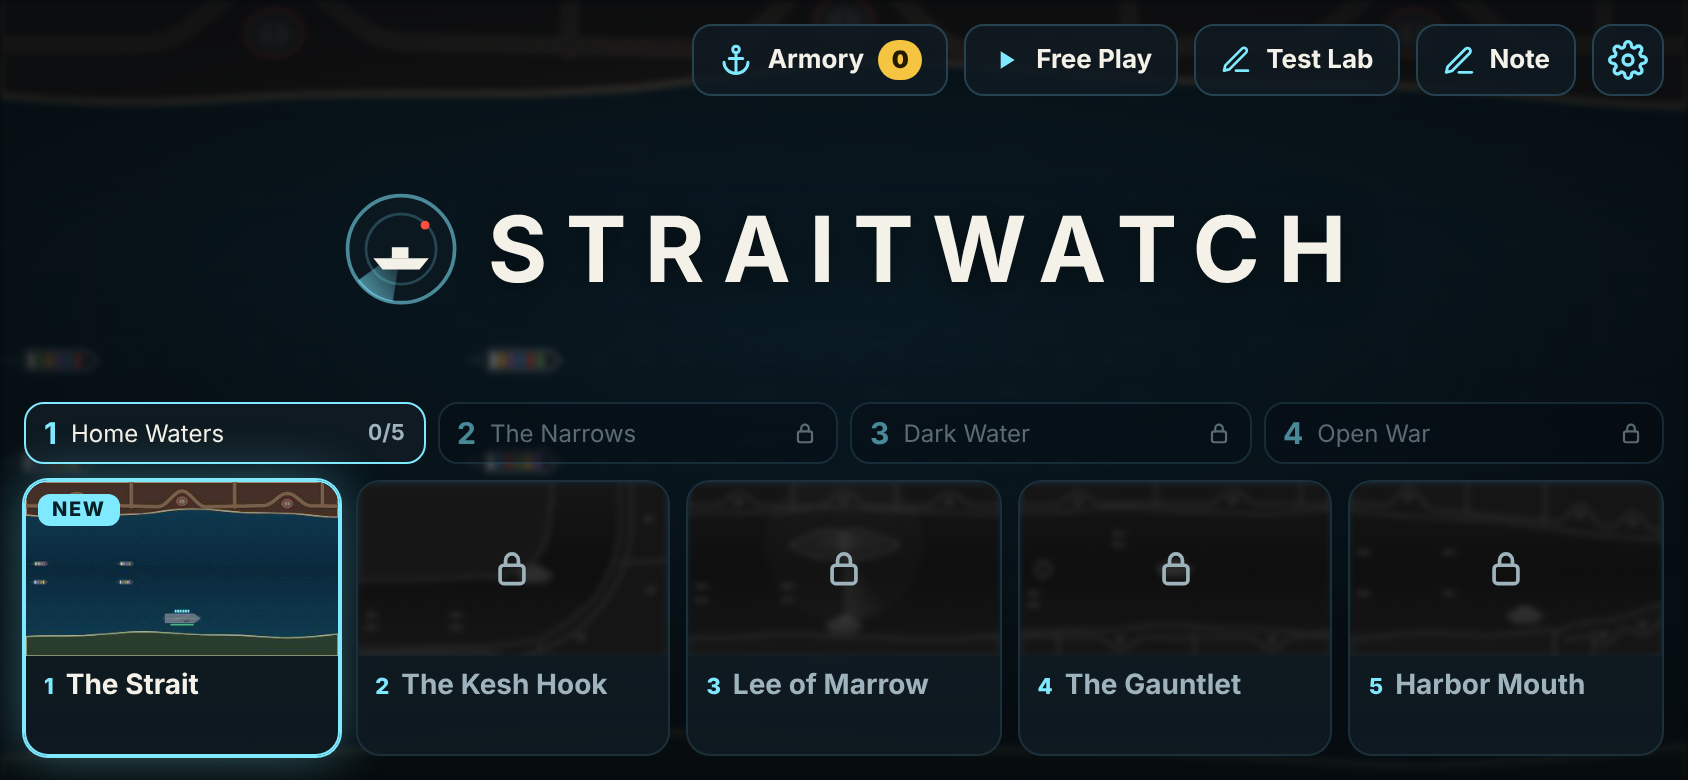 Armory 0
Free Play
Test Lab
Note
STRAITWATCH
1 Home Waters 0/5
2 The Narrows
3 Dark Water
4 Open War
NEW
1 The Strait
2 The Kesh Hook
3 Lee of Marrow
4 The Gauntlet
5 Harbor Mouth